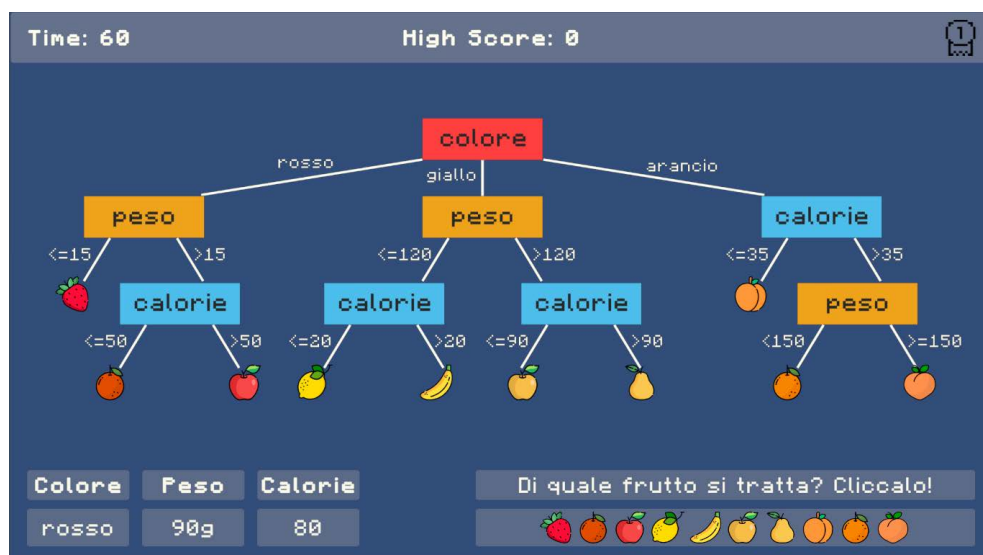 Time: 60
High Score: 0
1
colore
rosso
giallo
arancio
peso
peso
calorie
<=15
>15
<=120
>120
<=35
>35
calorie
calorie
calorie
peso
<=50
>50
<=20
>20
<=90
>90
<150
>=150
Colore
Peso
Calorie
Di quale frutto si tratta? Cliccalo!
rosso
90g
80